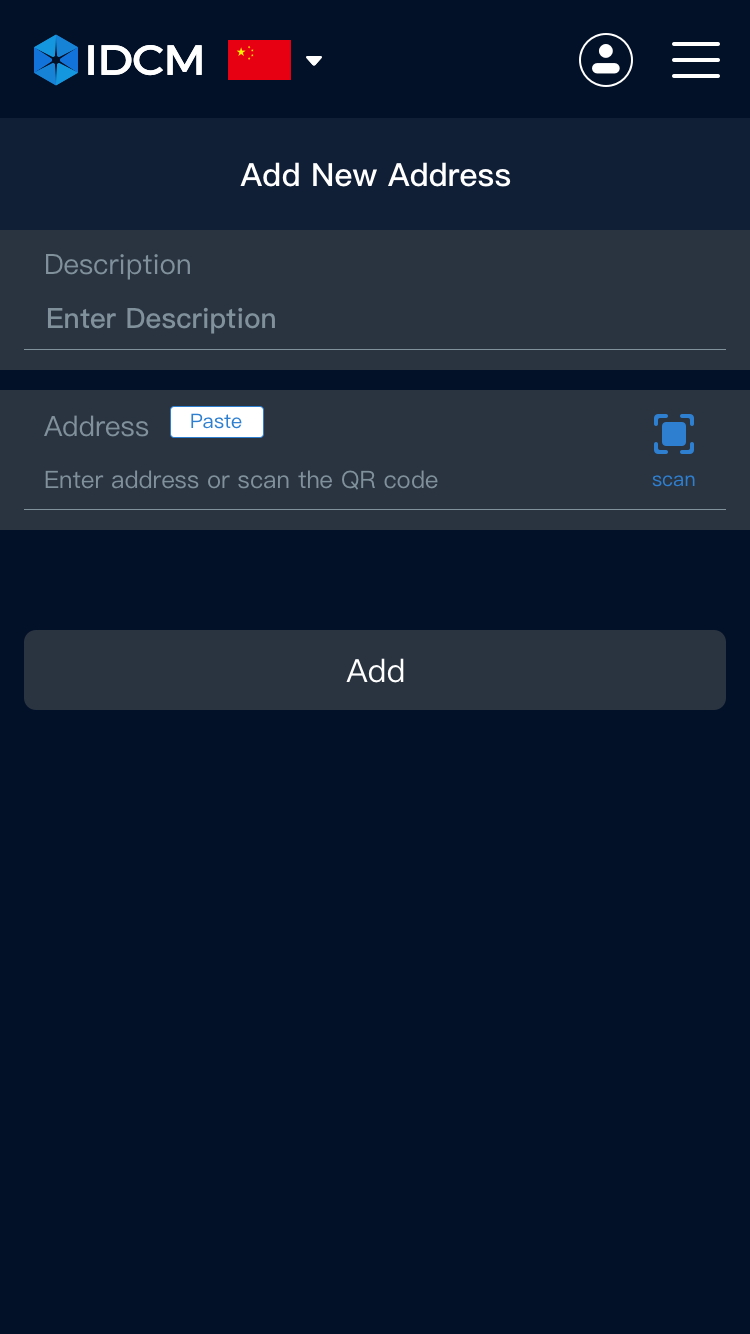 IDCM
Add New Address
Description
Enter Description
Address Paste
Enter address or scan the QR code
scan
Add